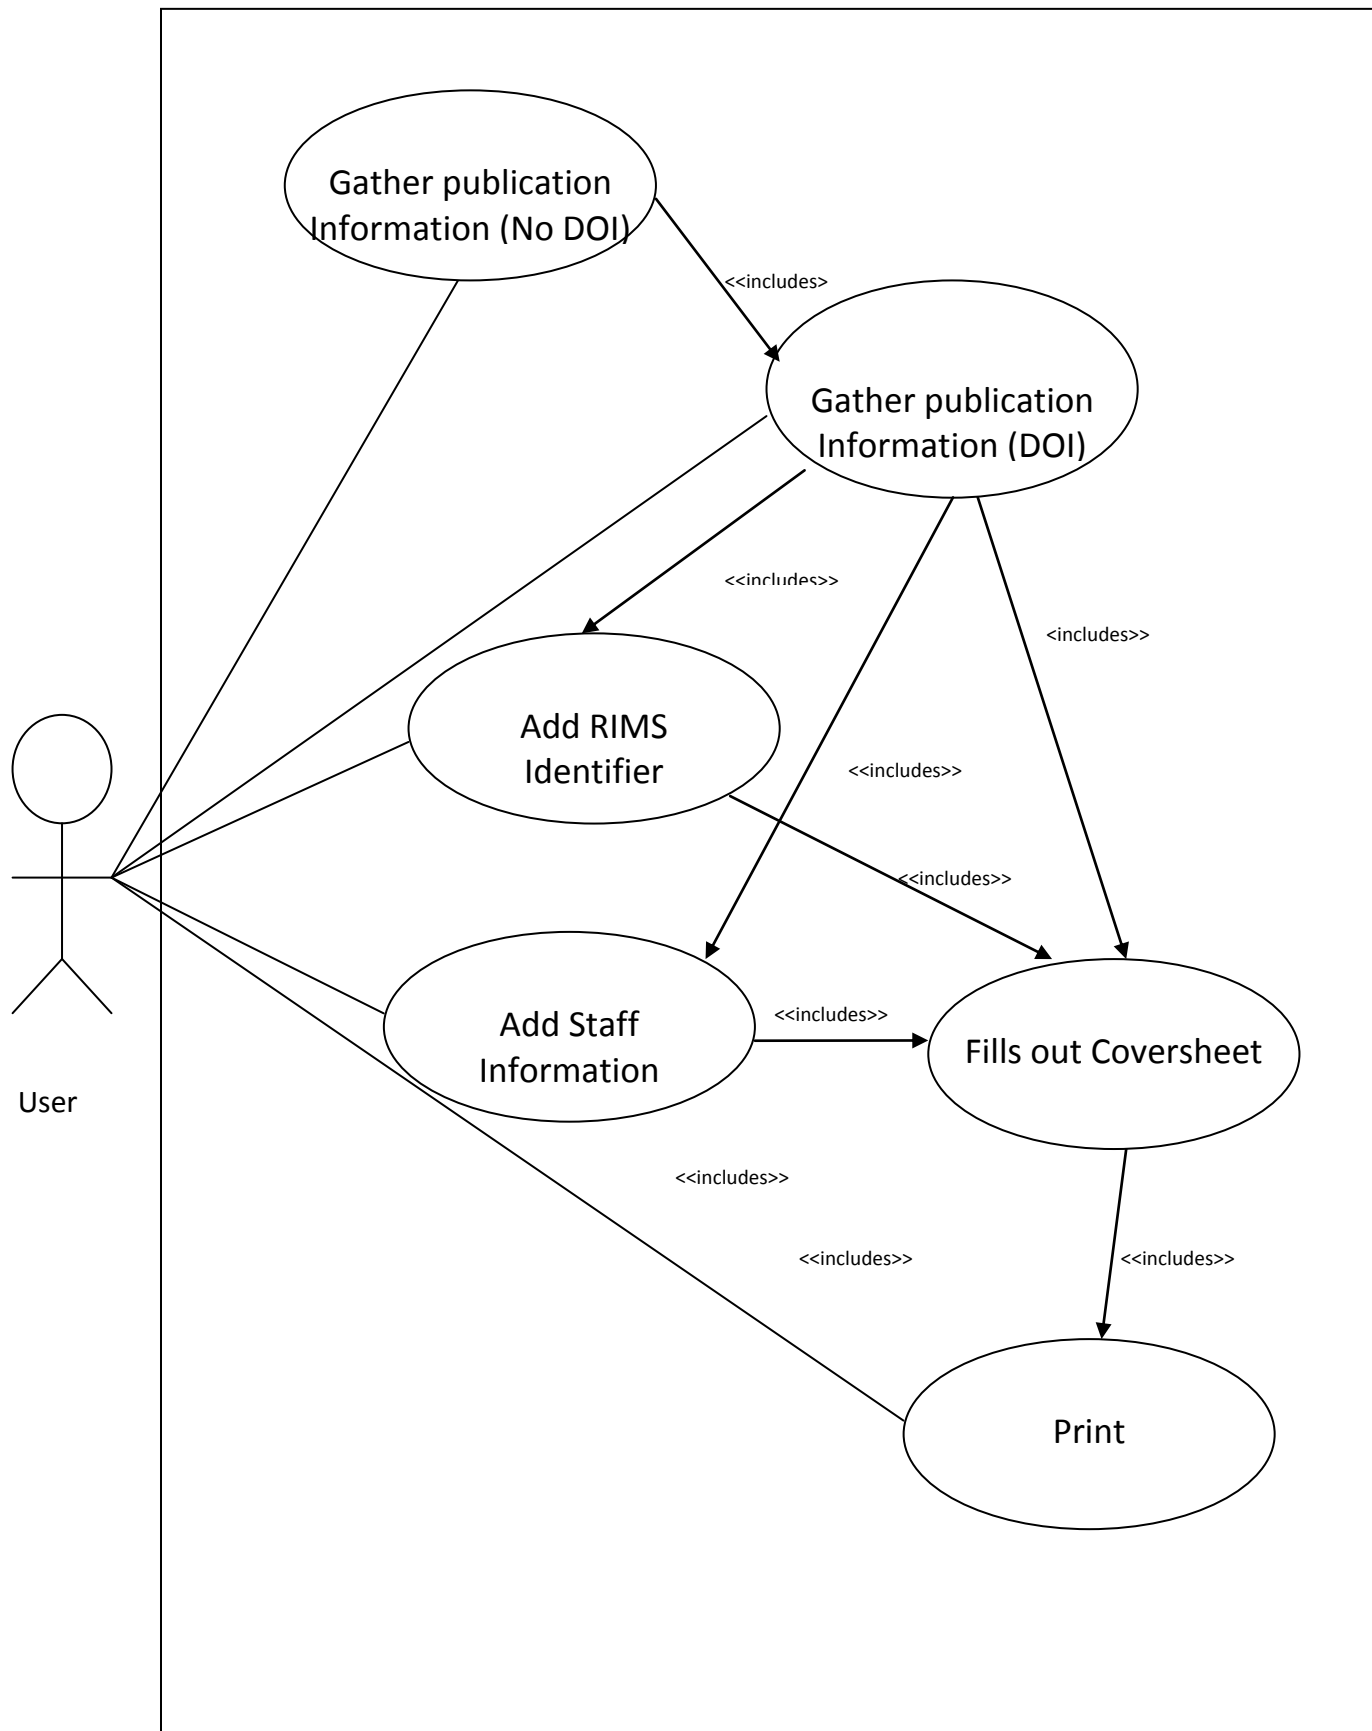 Gather publication
Information (No DOI)
<<includes>
Gather publication
Information (DOI)
<<includes>>
<includes>>
Add RIMS
Identifier
<<includes>>
<<includes>>
Add Staff
Information
<<includes>>
Fills out Coversheet
User
<<includes>>
<<includes>>
<<includes>>
Print